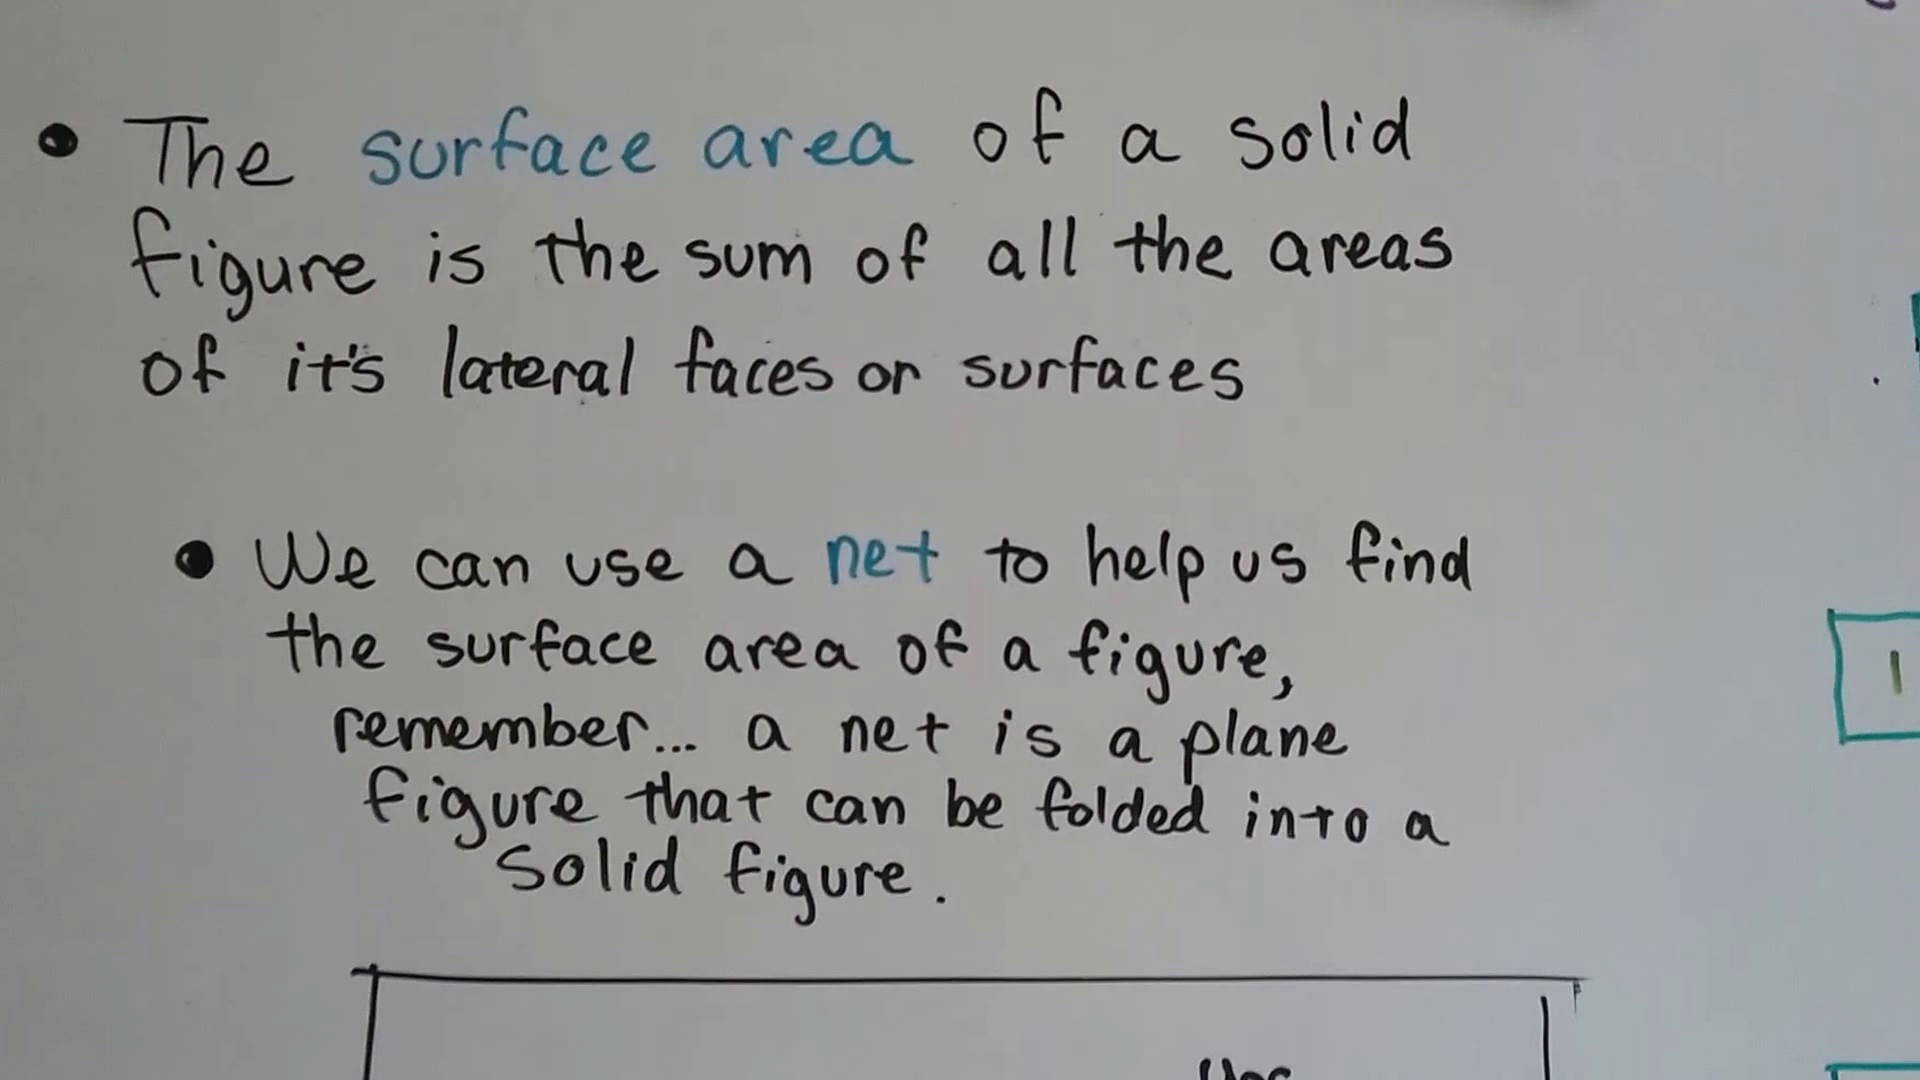 • The surface area of a solid
figure is the sum of all the areas
of it's lateral faces or surfaces
• We can use a net to help us find
the surface area of a figure,
remember... a net is a plane
figure that can be folded into a
solid figure.
1